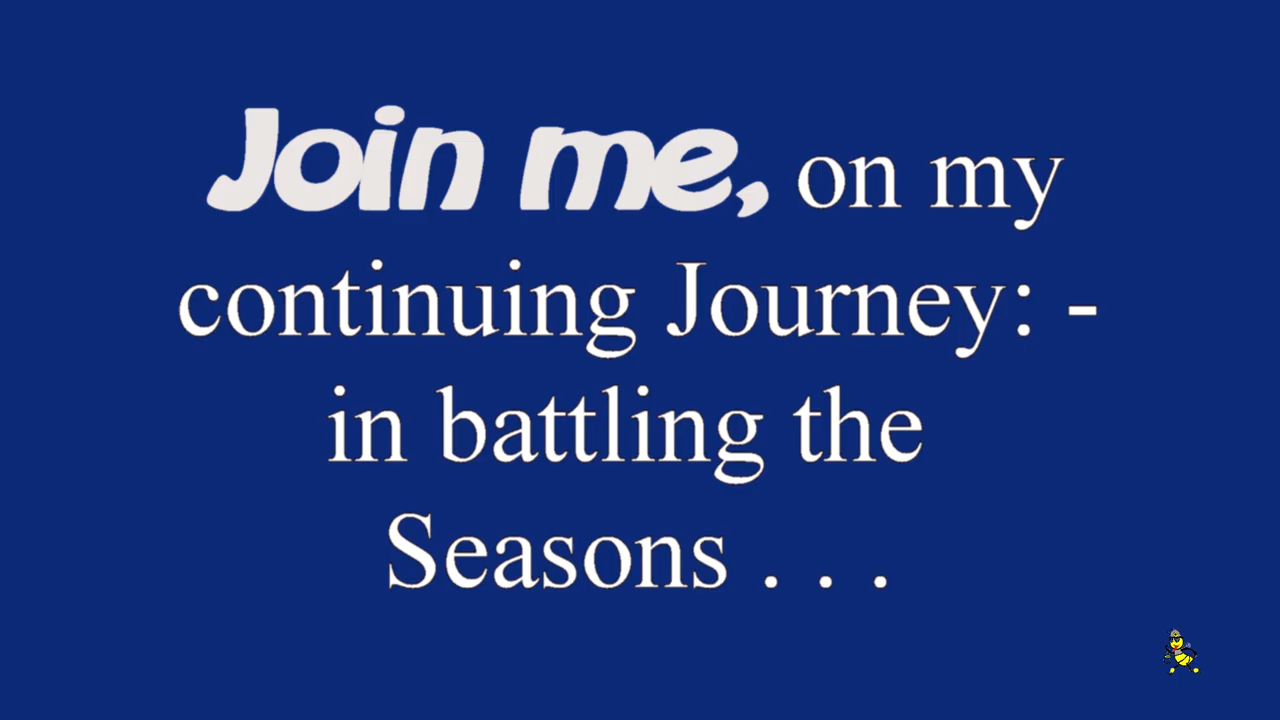 Join me, on my
continuing Journey: -
in battling the
Seasons . . .